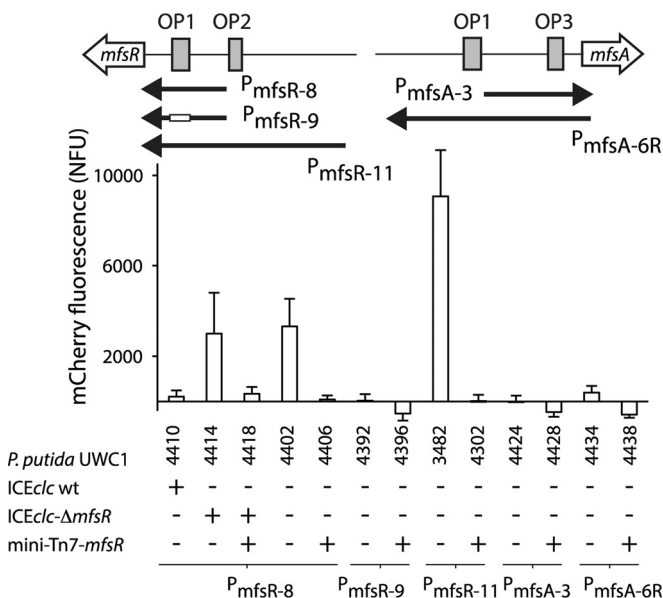 OP1 OP2 OP1 OP3
mfsR mfsA
PmfsR-8 PmfsA-3
PmfsR-9
PmfsA-6R
PmfsR-11
mCherry fluorescence (NFU)
10000
6000
2000
P. putida UWC1 4410 4414 4418 4402 4406 4392 4396 3482 4302 4424 4428 4434 4438
ICEclc wt + - - - - - - - - - - - -
ICEclc-ΔmfsR - + + - - - - - - - - - -
mini-Tn7-mfsR - - + - + - + - + - + - +
PmfsR-8 PmfsR-9 PmfsR-11 PmfsA-3 PmfsA-6R